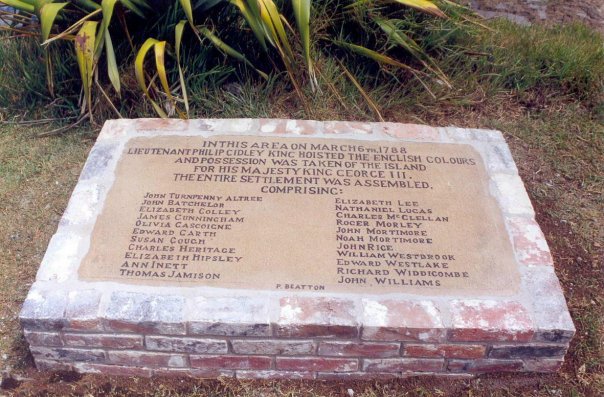 IN THIS AREA ON MARCH 6TH, 1788
LIEUTENANT PHILIP GIDLEY KING HOISTED THE ENGLISH COLOURS
AND POSSESSION WAS TAKEN OF THE ISLAND
FOR HIS MAJESTY KING GEORGE III.
THE ENTIRE SETTLEMENT WAS ASSEMBLED,
COMPRISING:
JOHN TURNPENNY ALTREE
JOHN BATCHELOR
ELIZABETH COLLEY
JAMES CUNNINGHAM
OLIVIA GASCOIGNE
EDWARD GARTH
SUSAN GOUGH
CHARLES HERITAGE
ELIZABETH HIPSLEY
ANN INETT
THOMAS JAMISON
ELIZABETH LEE
NATHANIEL LUCAS
CHARLES MCCLELLAN
ROGER MORLEY
JOHN MORTIMORE
NOAH MORTIMORE
JOHN RICE
WILLIAM WESTBROOK
EDWARD WESTLAKE
RICHARD WIDDICOMBE
JOHN WILLIAMS
P. BEATTON